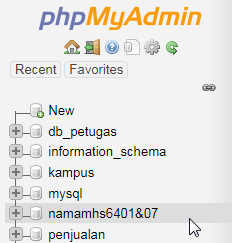 phpMyAdmin
Recent Favorites
New
db_petugas
information_schema
kampus
mysql
namamhs6401&07
penjualan